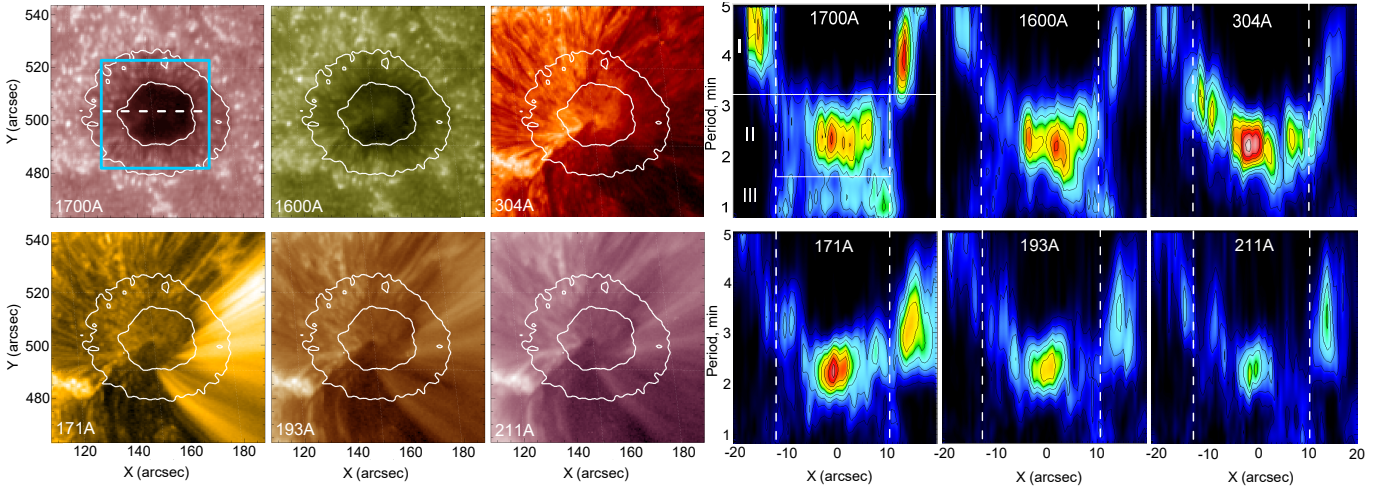 540
520
500
480
Y (arcsec)
1700A
1600A
304A
540
520
500
480
Y (arcsec)
171A
193A
211A
120 140 160 180
120 140 160 180
120 140 160 180
X (arcsec)
X (arcsec)
X (arcsec)
5
4
3
2
1
Period, min
I
II
III
1700A
1600A
304A
5
4
3
2
1
Period, min
171A
193A
211A
-20 -10 0 10
-20 -10 0 10
-20 -10 0 10 20
X (arcsec)
X (arcsec)
X (arcsec)